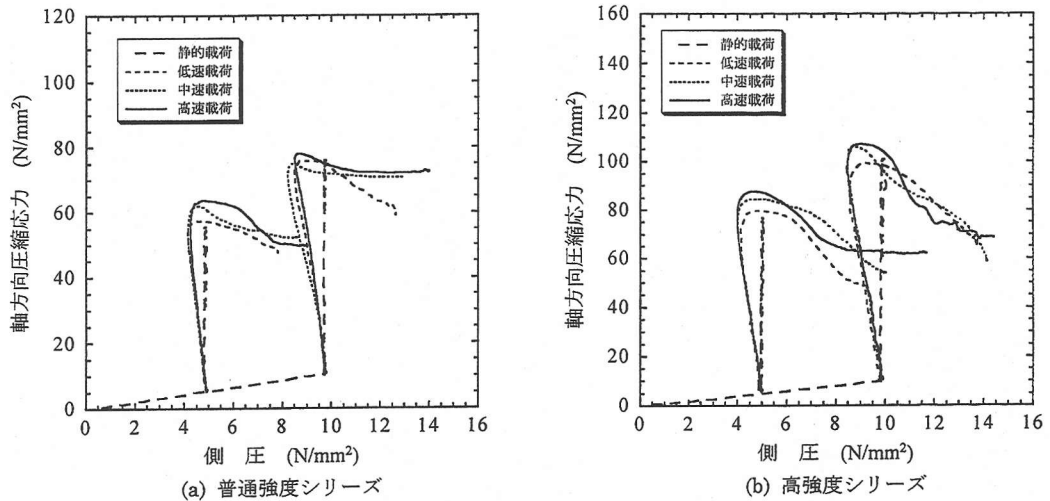 120
100
80
60
40
20
0
軸方向圧縮応力 (N/mm²)
静的載荷
低速載荷
中速載荷
高速載荷
0 2 4 6 8 10 12 14 16
側 圧 (N/mm²)
(a) 普通強度シリーズ
160
140
120
100
80
60
40
20
0
軸方向圧縮応力 (N/mm²)
静的載荷
低速載荷
中速載荷
高速載荷
0 2 4 6 8 10 12 14 16
側 圧 (N/mm²)
(b) 高強度シリーズ